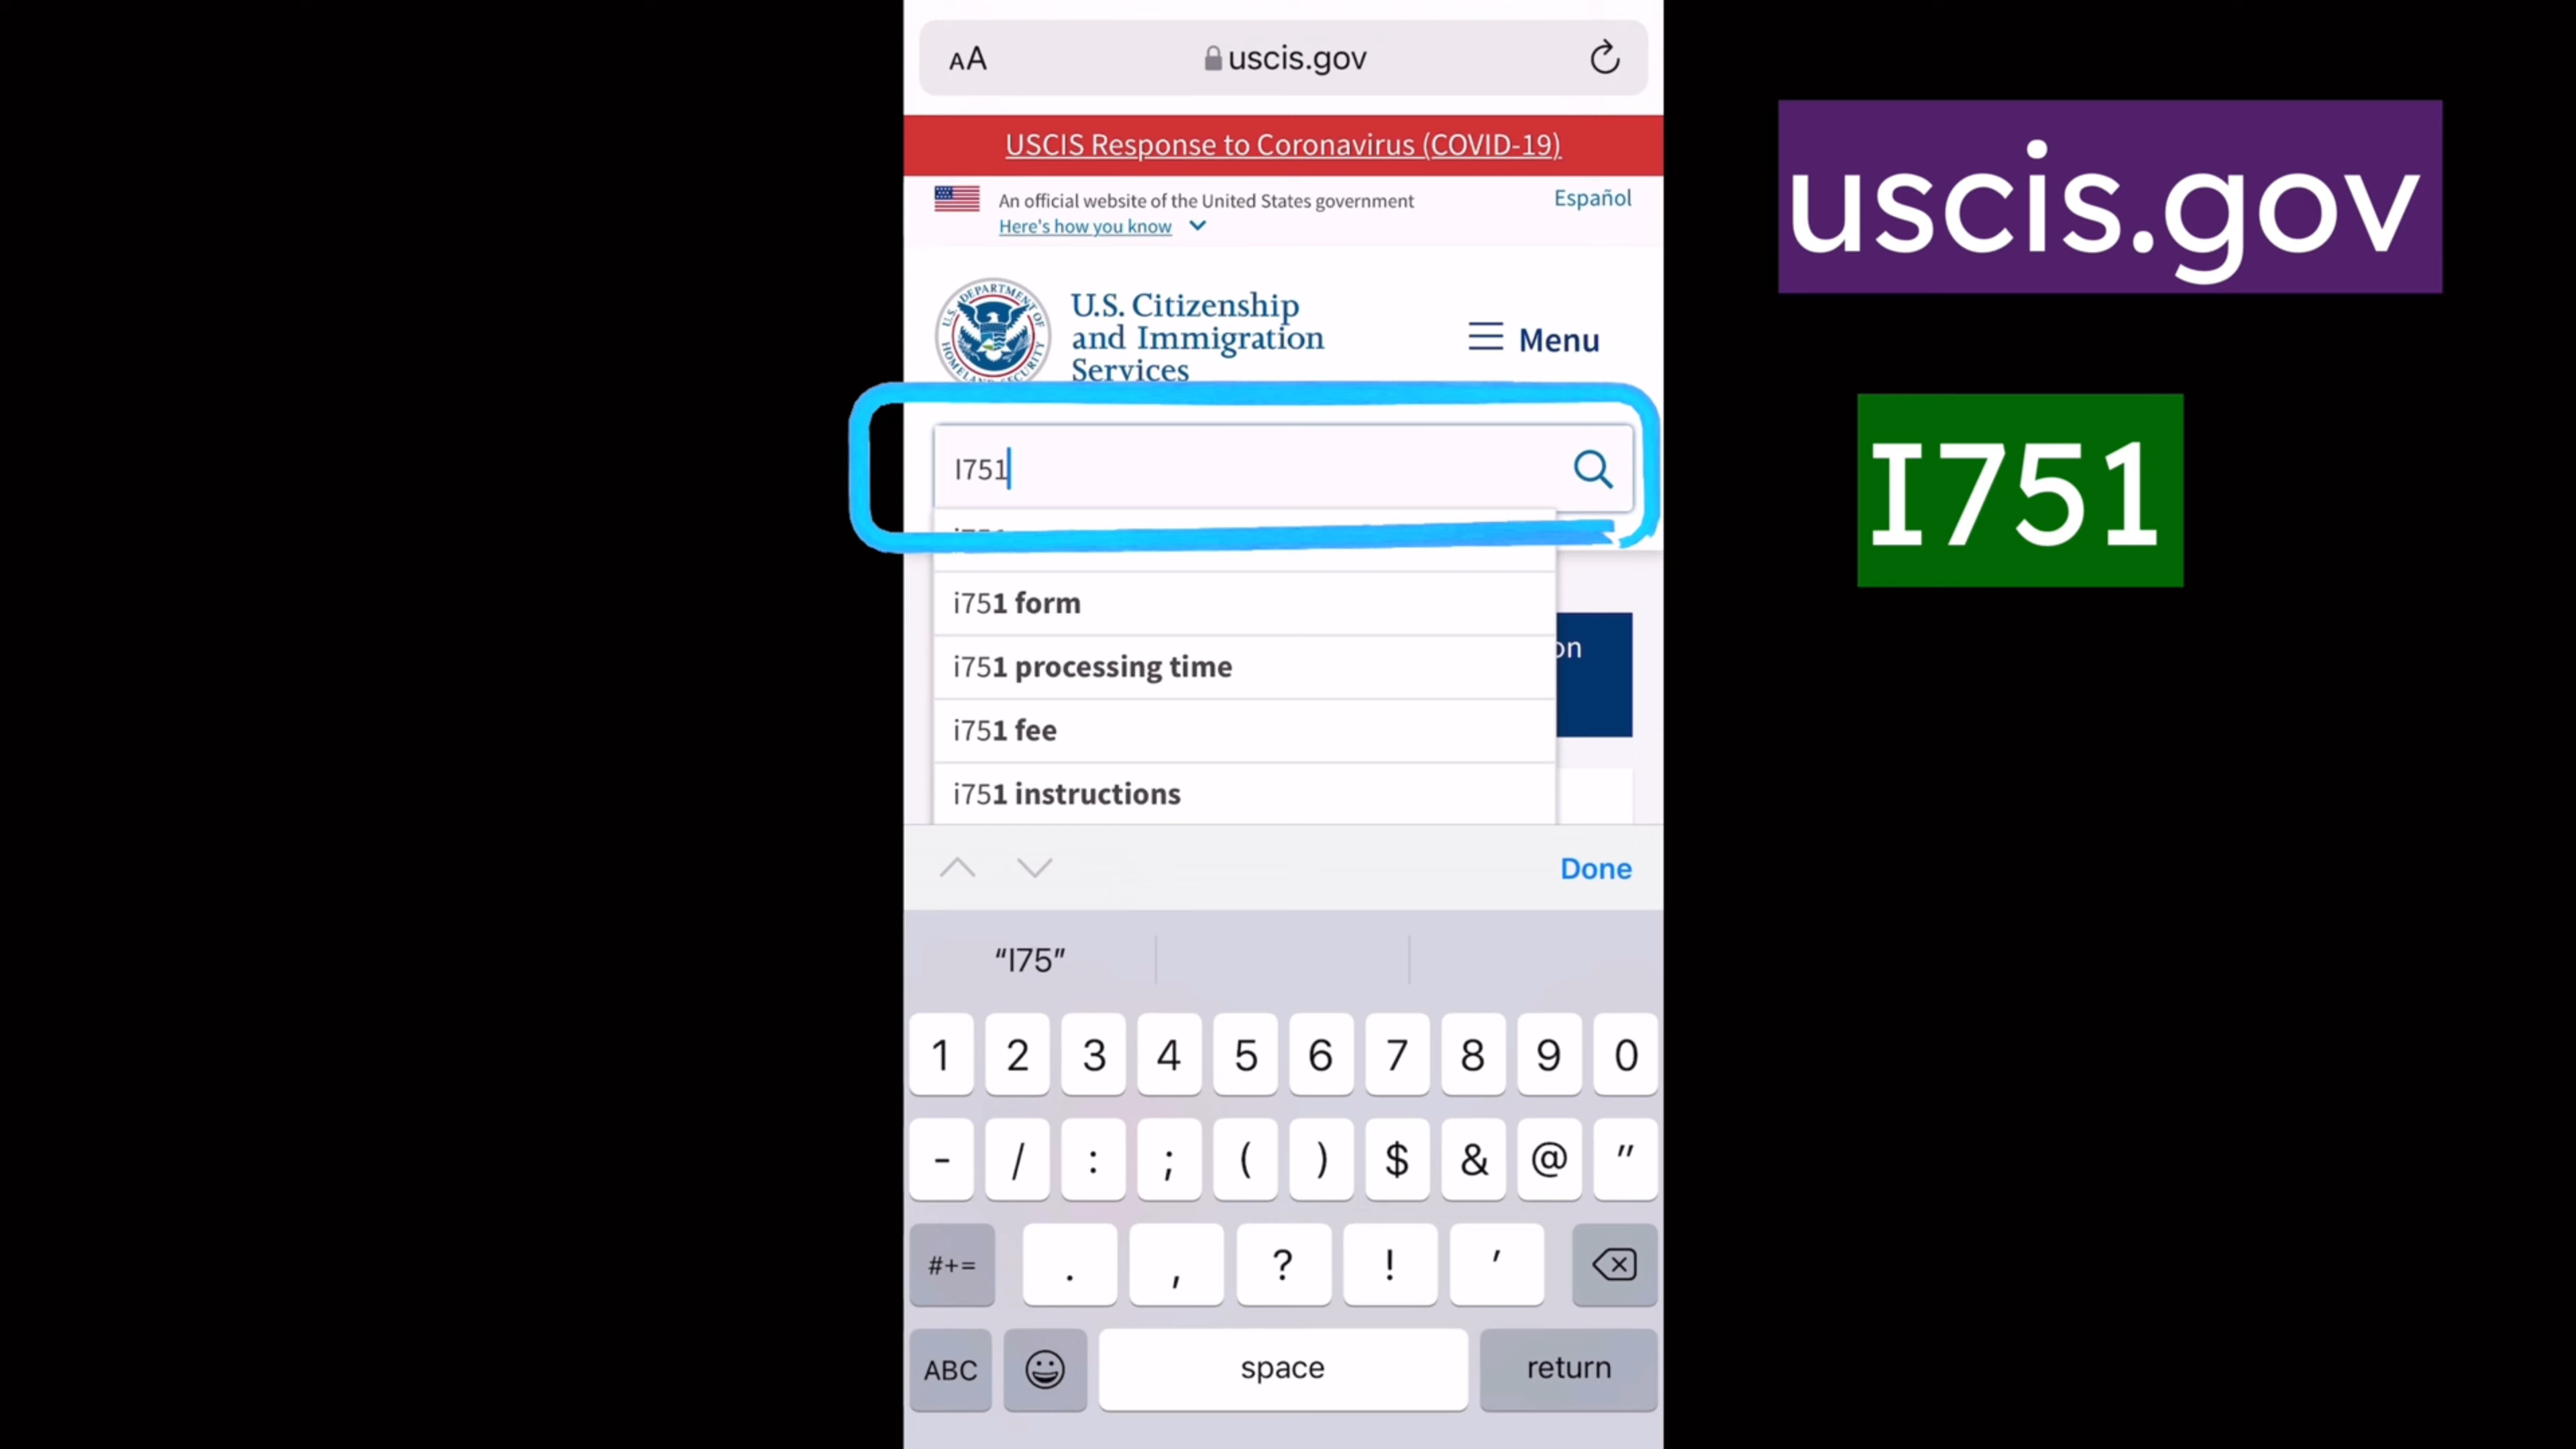 AA
uscis.gov
USCIS Response to Coronavirus (COVID-19)
An official website of the United States government
Here's how you know
Español
U.S. Citizenship
and Immigration
Services
Menu
I751
i751 form
i751 processing time
i751 fee
i751 instructions
on
Done
“I75”
1 2 3 4 5 6 7 8 9 0
- / : ; ( ) $ & @ "
#+= . , ? ! ’
ABC space return
uscis.gov
I751